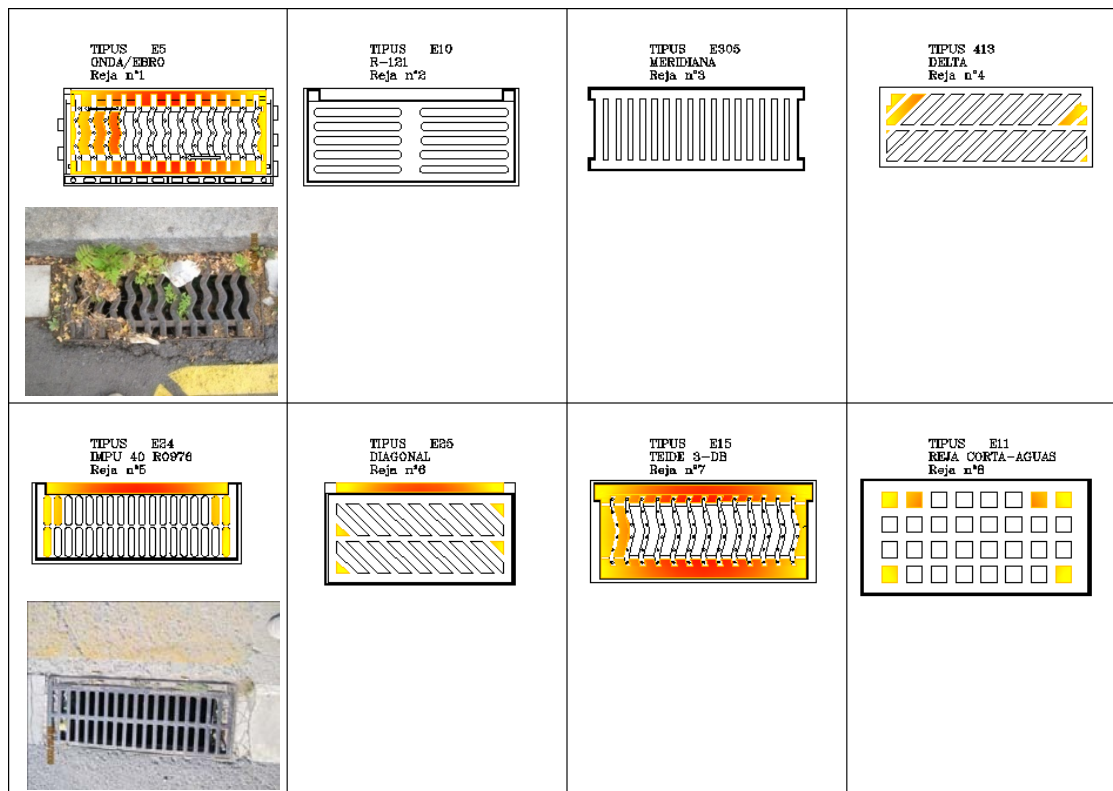 TIPUS E5
ONDA/EBRO
Reja nº1
TIPUS E10
R-121
Reja nº2
TIPUS E305
MERIDIANA
Reja nº3
TIPUS 413
DELTA
Reja nº4
TIPUS E24
IMPU 40 R0976
Reja nº5
TIPUS E25
DIAGONAL
Reja nº6
TIPUS E15
TEIDE 3-DB
Reja nº7
TIPUS E11
REJA CORTA-AGUAS
Reja nº8